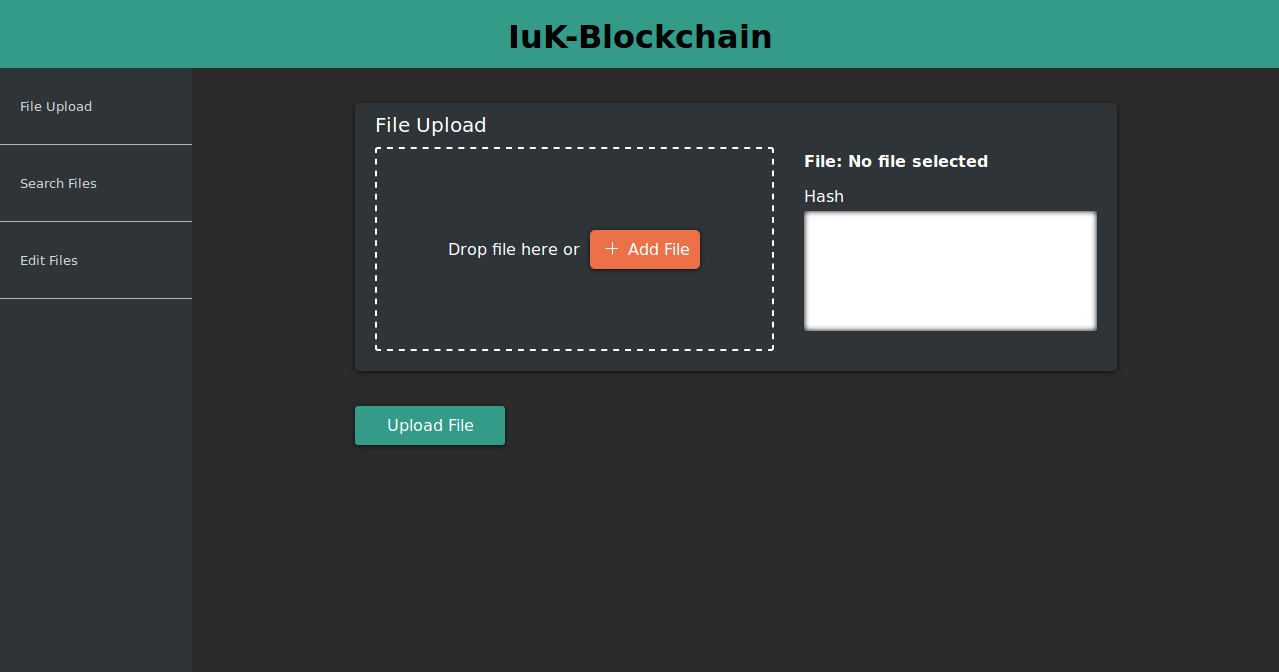 IuK-Blockchain
File Upload
Search Files
Edit Files
File Upload
Drop file here or + Add File
File: No file selected
Hash
Upload File